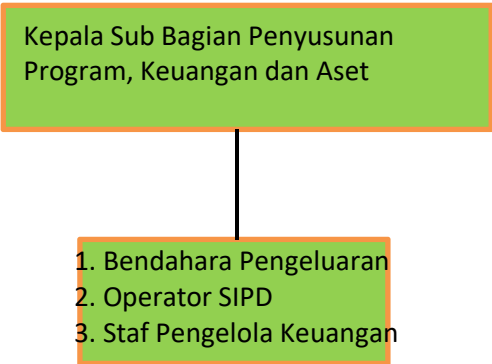 Kepala Sub Bagian Penyusunan
Program, Keuangan dan Aset
1. Bendahara Pengeluaran
2. Operator SIPD
3. Staf Pengelola Keuangan